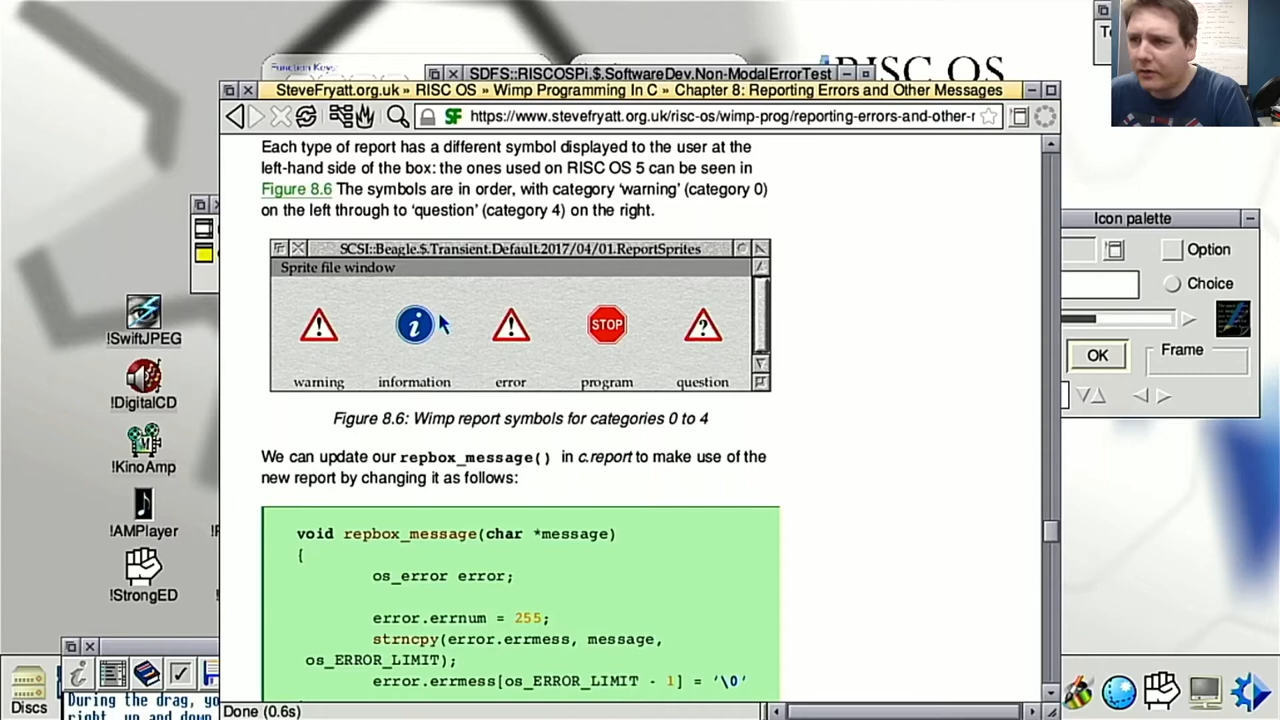 Function Keys
RISC OS
SDFS::RISCOSPi.$.SoftwareDev.Non-ModalErrorTest
SteveFryatt.org.uk » RISC OS » Wimp Programming In C » Chapter 8: Reporting Errors and Other Messages
SF https://www.stevefryatt.org.uk/risc-os/wimp-prog/reporting-errors-and-other-r
Each type of report has a different symbol displayed to the user at the
left-hand side of the box: the ones used on RISC OS 5 can be seen in
Figure 8.6 The symbols are in order, with category ‘warning’ (category 0)
on the left through to ‘question’ (category 4) on the right.
SCSI::Beagle.$.Transient.Default.2017/04/01.ReportSprites
Sprite file window
STOP
warning information error program question
Figure 8.6: Wimp report symbols for categories 0 to 4
We can update our repbox_message() in c.report to make use of the
new report by changing it as follows:
void repbox_message(char *message)
{
os_error error;
error.errnum = 255;
strncpy(error.errmess, message,
os_ERROR_LIMIT);
error.errmess[os_ERROR_LIMIT - 1] = '\0'
Done (0.6s)
Icon palette
Option
Choice
OK
Frame
!SwiftJPEG
!DigitalCD
!KinoAmp
!AMPlayer
!StrongED
Discs
During the drag, yo
right, up and down